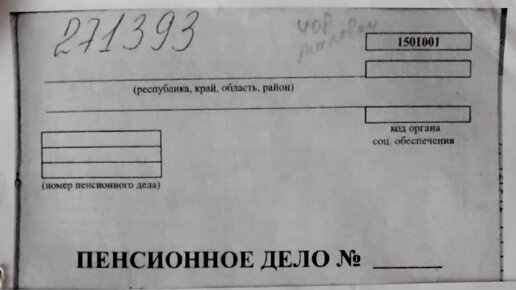 271393
1501001
(республика, край, область, район)
код органа
соц. обеспечения
(номер пенсионного дела)
ПЕНСИОННОЕ ДЕЛО №